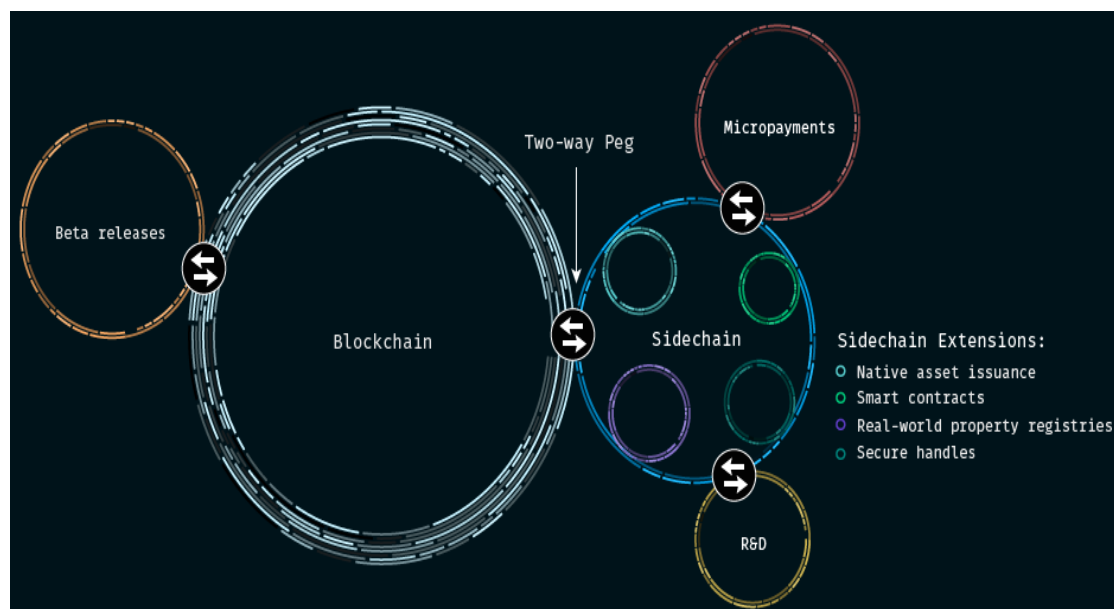 Micropayments
Two-way Peg
Beta releases
Blockchain
Sidechain
Sidechain Extensions:
Native asset issuance
Smart contracts
Real-world property registries
Secure handles
R&D